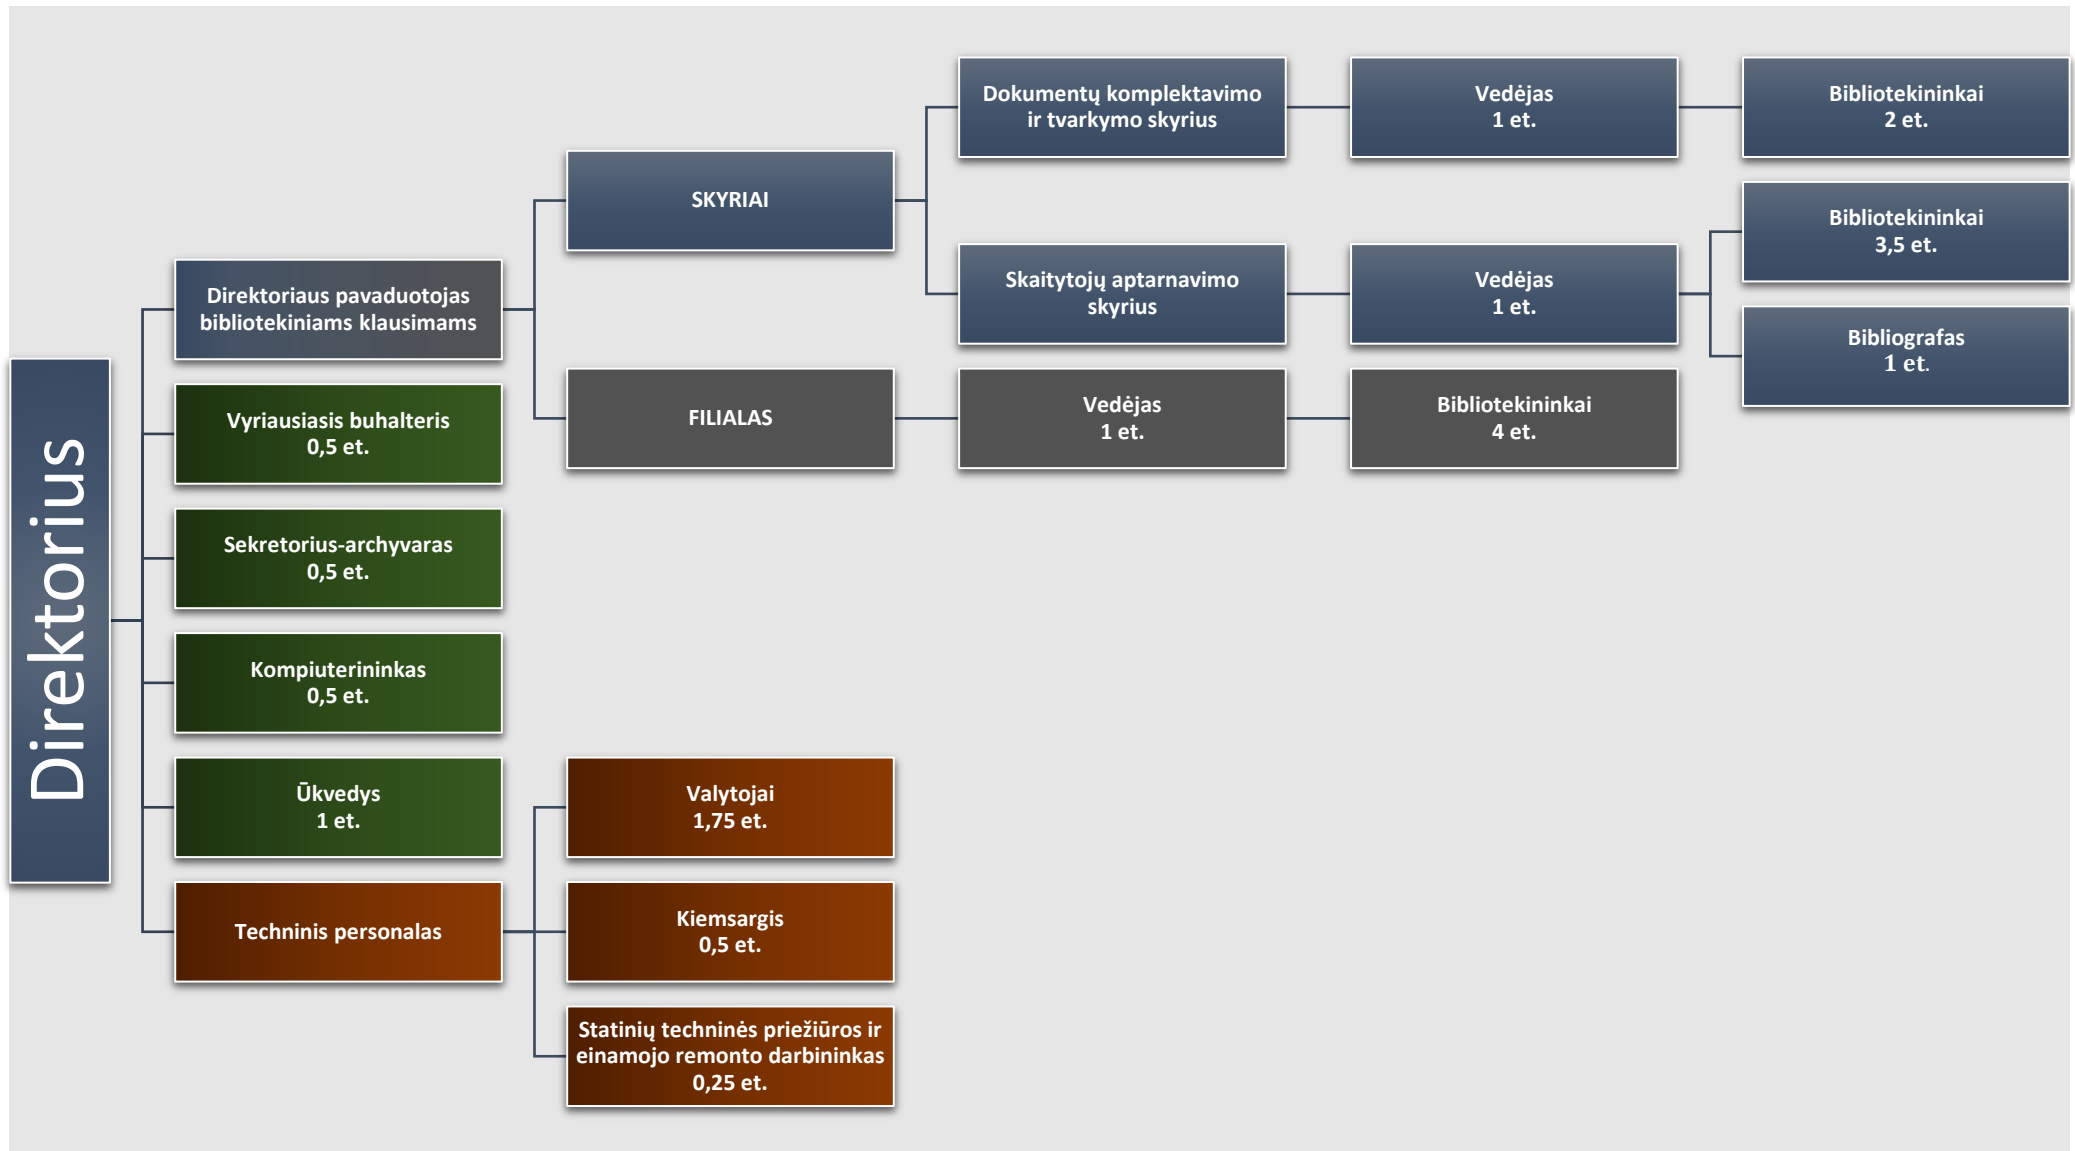 Direktorius
Direktoriaus pavaduotojas
bibliotekiniams klausimams
SKYRIAI
Dokumentų komplektavimo
ir tvarkymo skyrius
Vedėjas
1 et.
Bibliotekininkai
2 et.
Skaitytojų aptarnavimo
skyrius
Vedėjas
1 et.
Bibliotekininkai
3,5 et.
Bibliografas
1 et.
FILIALAS
Vedėjas
1 et.
Bibliotekininkai
4 et.
Vyriausiasis buhalteris
0,5 et.
Sekretorius-archyvaras
0,5 et.
Kompiuterininkas
0,5 et.
Ūkvedys
1 et.
Techninis personalas
Valytojai
1,75 et.
Kiemsargis
0,5 et.
Statinių techninės priežiūros ir
einamojo remonto darbininkas
0,25 et.